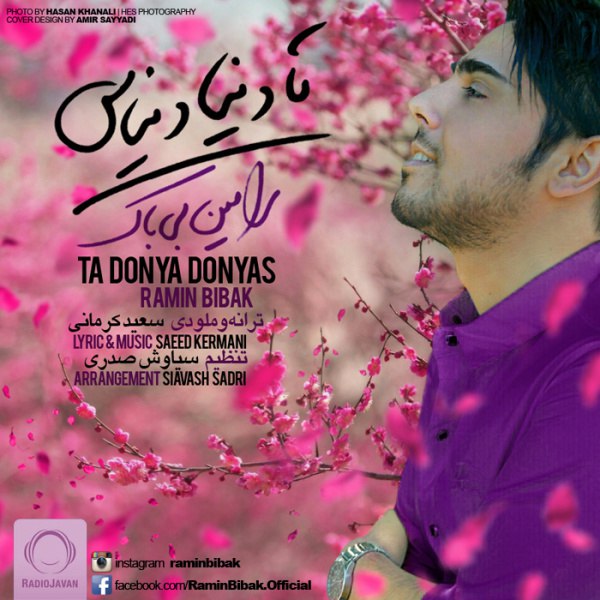 PHOTO BY HASAN KHANALI | HES PHOTOGRAPHY
COVER DESIGN BY AMIR SAYYADI
تا دنیا دنیاس
رامین بی باک
TA DONYA DONYAS
RAMIN BIBAK
ترانه و ملودی سعید کرمانی
LYRIC & MUSIC SAEED KERMANI
تنظیم سیاوش صدری
ARRANGEMENT SIAVASH SADRI
RADIOJAVAN
instagram raminbibak
facebook.com/RaminBibak.Official